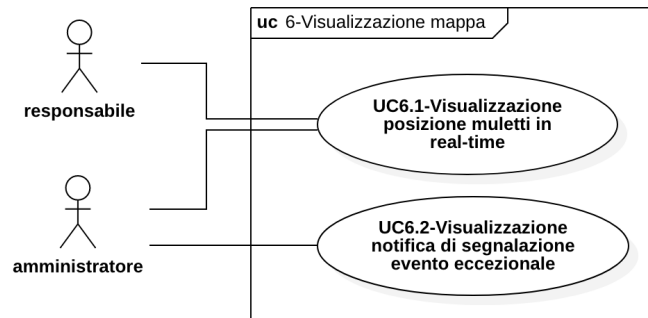 uc 6-Visualizzazione mappa
responsabile
UC6.1-Visualizzazione
posizione muletti in
real-time
amministratore
UC6.2-Visualizzazione
notifica di segnalazione
evento eccezionale